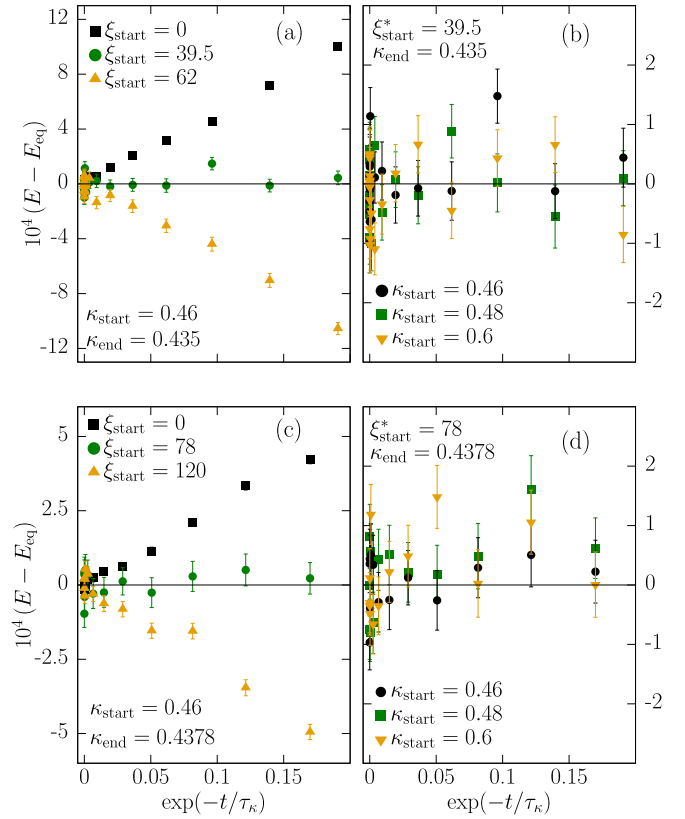 12
8
4
0
-4
-8
-12
10⁴ (E − E_eq)
ξ_start = 0
ξ_start = 39.5
ξ_start = 62
(a)
κ_start = 0.46
κ_end = 0.435
ξ*_start = 39.5
κ_end = 0.435
(b)
κ_start = 0.46
κ_start = 0.48
κ_start = 0.6
2
1
0
-1
-2
5
2.5
0
-2.5
-5
10⁴ (E − E_eq)
ξ_start = 0
ξ_start = 78
ξ_start = 120
(c)
κ_start = 0.46
κ_end = 0.4378
0 0.05 0.1 0.15
exp(−t/τ_κ)
ξ*_start = 78
κ_end = 0.4378
(d)
κ_start = 0.46
κ_start = 0.48
κ_start = 0.6
2
1
0
-1
-2
0 0.05 0.1 0.15
exp(−t/τ_κ)